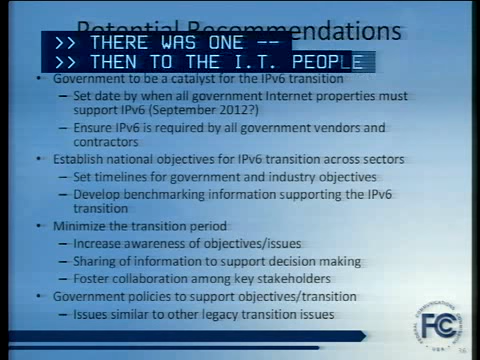 Potential Recommendations
>> THERE WAS ONE --
>> THEN TO THE I.T. PEOPLE
• Government to be a catalyst for the IPv6 transition
– Set date by when all government Internet properties must
support IPv6 (September 2012?)
– Ensure IPv6 is required by all government vendors and
contractors
• Establish national objectives for IPv6 transition across sectors
– Set timelines for government and industry objectives
– Develop benchmarking information supporting the IPv6
transition
• Minimize the transition period
– Increase awareness of objectives/issues
– Sharing of information to support decision making
– Foster collaboration among key stakeholders
• Government policies to support objectives/transition
– Issues similar to other legacy transition issues
FCC